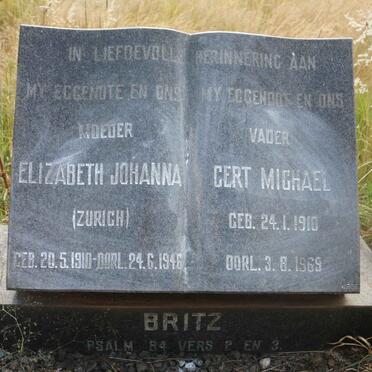 IN LIEFDEVOLLE HERINNERING AAN
MY EGGENOTE EN ONS
MOEDER
ELIZABETH JOHANNA
(ZURICH)
GEB. 20.5.1910-OORL. 24.6.1946
MY EGGENOOT EN ONS
VADER
GERT MICHAEL
GEB. 24.1.1910
OORL. 3.8.1969
BRITZ
PSALM 84 VERS 2 EN 3